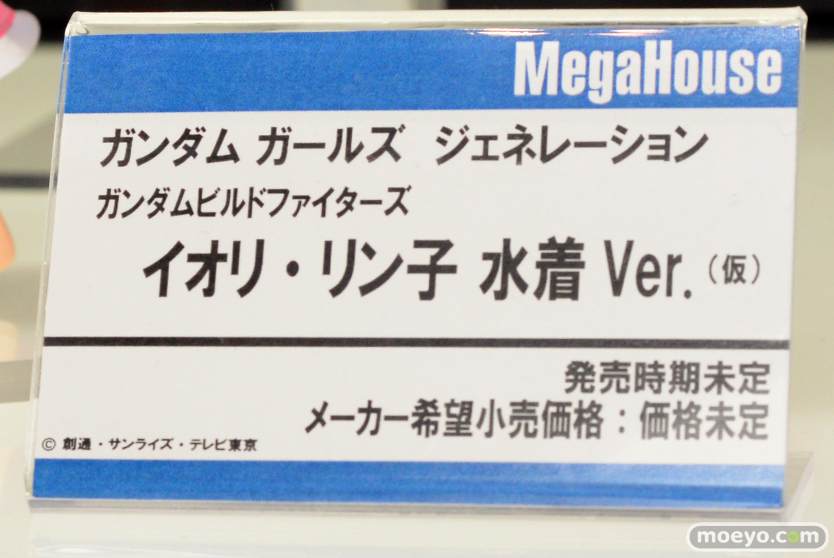 MegaHouse
ガンダム ガールズ ジェネレーション
ガンダムビルドファイターズ
イオリ・リン子 水着 Ver.（仮）
発売時期未定
メーカー希望小売価格：価格未定
© 創通・サンライズ・テレビ東京
moeyo.com